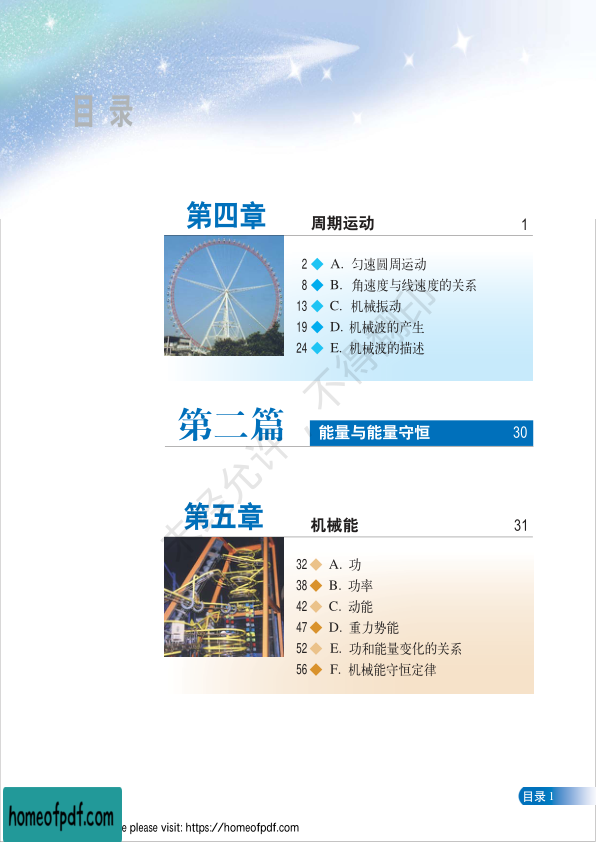 目 录
第四章 周期运动 1
2 A. 匀速圆周运动
8 B. 角速度与线速度的关系
13 C. 机械振动
19 D. 机械波的产生
24 E. 机械波的描述
第二篇 能量与能量守恒 30
第五章 机械能 31
32 A. 功
38 B. 功率
42 C. 动能
47 D. 重力势能
52 E. 功和能量变化的关系
56 F. 机械能守恒定律
未经允许,不得翻印
目录 1
homeofpdf.com
e please visit: https://homeofpdf.com